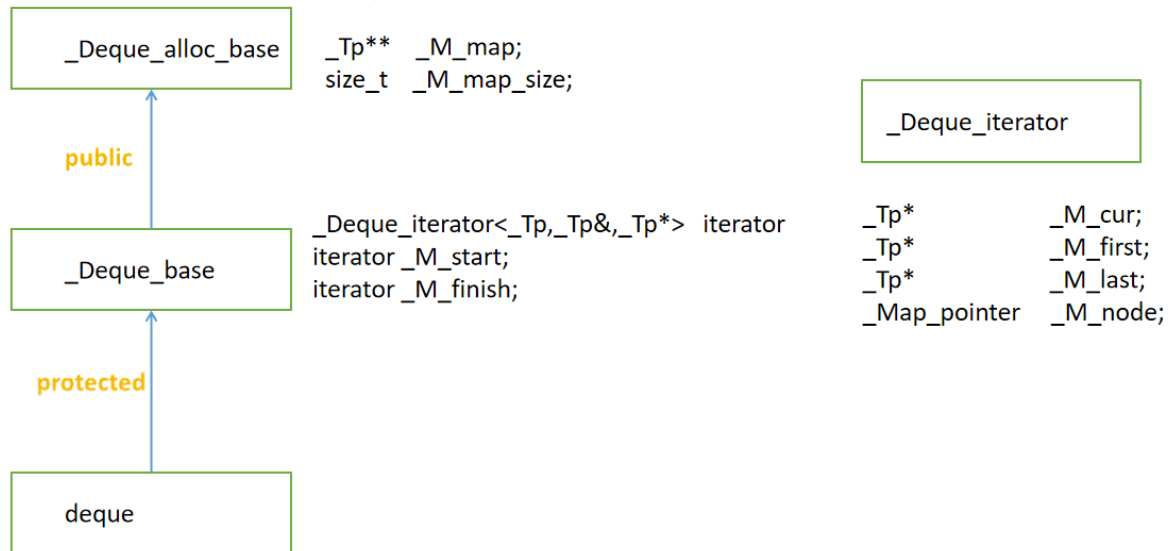 _Deque_alloc_base
_Tp** _M_map;
size_t _M_map_size;
public
_Deque_base
_Deque_iterator<_Tp,_Tp&,_Tp*> iterator
iterator _M_start;
iterator _M_finish;
protected
deque
_Deque_iterator
_Tp* _M_cur;
_Tp* _M_first;
_Tp* _M_last;
_Map_pointer _M_node;